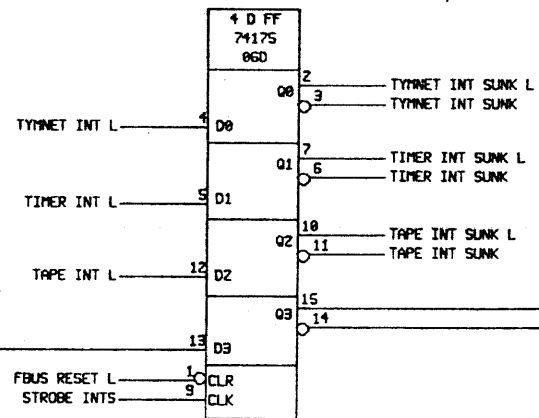 4 D FF
74175
06D
Q0
2
TYMNET INT SUNK L
3
TYMNET INT SUNK
TYMNET INT L
4
D0
Q1
7
TIMER INT SUNK L
6
TIMER INT SUNK
TIMER INT L
5
D1
Q2
10
TAPE INT SUNK L
11
TAPE INT SUNK
TAPE INT L
12
D2
Q3
15
14
13
D3
FBUS RESET L
1
CLR
STROBE INTS
9
CLK